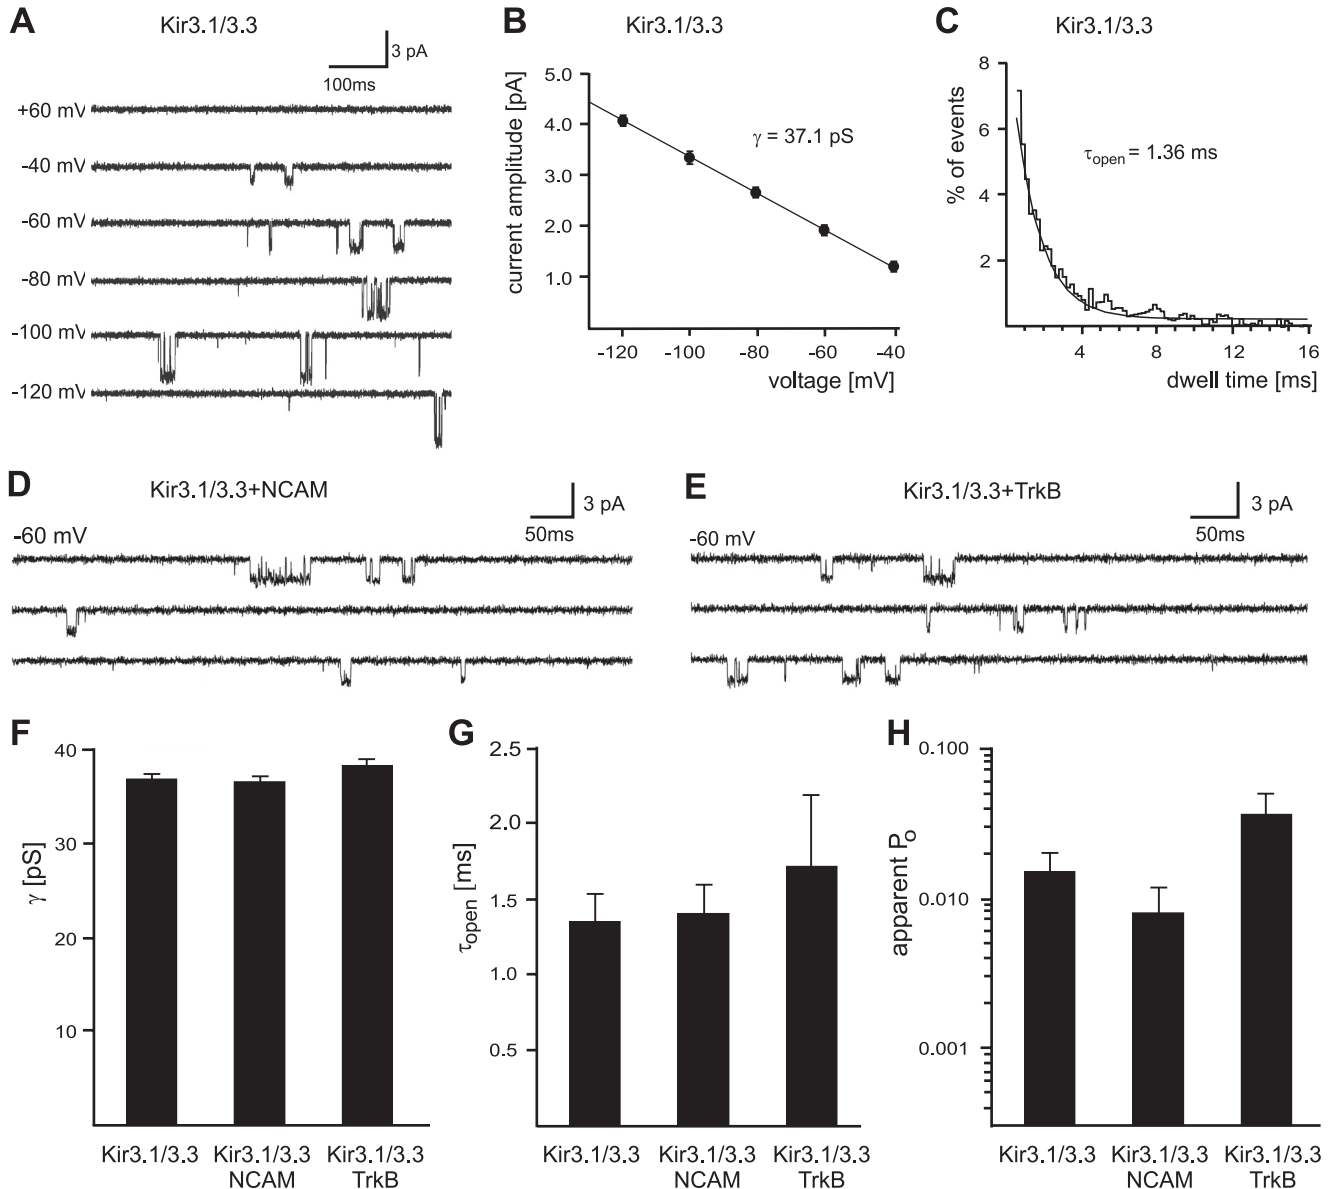 A
Kir3.1/3.3
3 pA
100ms
+60 mV
-40 mV
-60 mV
-80 mV
-100 mV
-120 mV
B
Kir3.1/3.3
current amplitude [pA]
5.0
4.0
3.0
2.0
1.0
γ = 37.1 pS
-120 -100 -80 -60 -40
voltage [mV]
C
Kir3.1/3.3
% of events
8
6
4
2
0
τopen = 1.36 ms
4 8 12 16
dwell time [ms]
D
Kir3.1/3.3+NCAM
3 pA
50ms
-60 mV
E
Kir3.1/3.3+TrkB
3 pA
50ms
-60 mV
F
γ [pS]
40
30
20
10
Kir3.1/3.3 Kir3.1/3.3 Kir3.1/3.3
NCAM TrkB
G
τopen [ms]
2.5
2.0
1.5
1.0
0.5
Kir3.1/3.3 Kir3.1/3.3 Kir3.1/3.3
NCAM TrkB
H
apparent Po
0.100
0.010
0.001
Kir3.1/3.3 Kir3.1/3.3 Kir3.1/3.3
NCAM TrkB